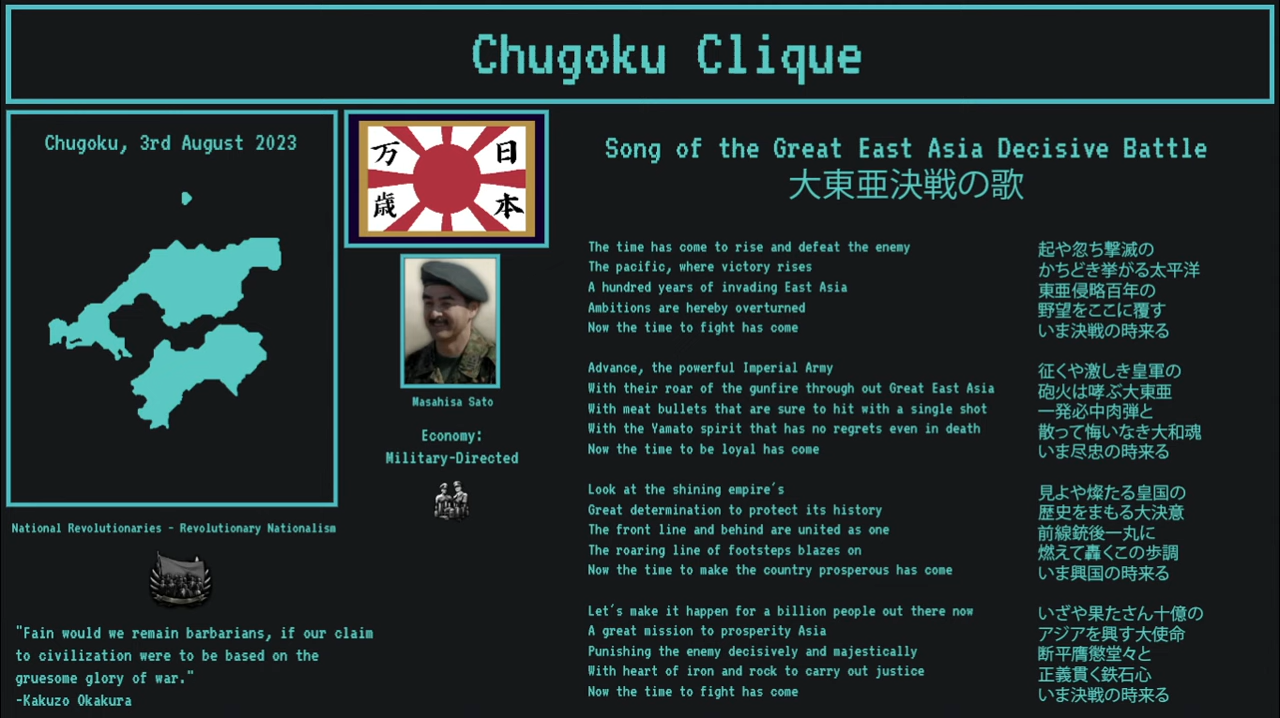 Chugoku Clique
Chugoku, 3rd August 2023
National Revolutionaries - Revolutionary Nationalism
"Fain would we remain barbarians, if our claim
to civilization were to be based on the
gruesome glory of war."
-Kakuzo Okakura
万 日
歳 本
Masahisa Sato
Economy:
Military-Directed
Song of the Great East Asia Decisive Battle
大東亜決戦の歌
The time has come to rise and defeat the enemy
The pacific, where victory rises
A hundred years of invading East Asia
Ambitions are hereby overturned
Now the time to fight has come
Advance, the powerful Imperial Army
With their roar of the gunfire through out Great East Asia
With meat bullets that are sure to hit with a single shot
With the Yamato spirit that has no regrets even in death
Now the time to be loyal has come
Look at the shining empire's
Great determination to protect its history
The front line and behind are united as one
The roaring line of footsteps blazes on
Now the time to make the country prosperous has come
Let's make it happen for a billion people out there now
A great mission to prosperity Asia
Punishing the enemy decisively and majestically
With heart of iron and rock to carry out justice
Now the time to fight has come
起や忽ち撃滅の
かちどき挙がる太平洋
東亜侵略百年の
野望をここに覆す
いま決戦の時来る
征くや激しき皇軍の
砲火は哮ぶ大東亜
一発必中肉弾と
散って悔いなき大和魂
いま尽忠の時来る
見よや燦たる皇国の
歴史をまもる大決意
前線銃後一丸に
燃えて轟くこの歩調
いま興国の時来る
いざや果たさん十億の
アジアを興す大使命
断乎膺懲堂々と
正義貫く鉄石心
いま決戦の時来る